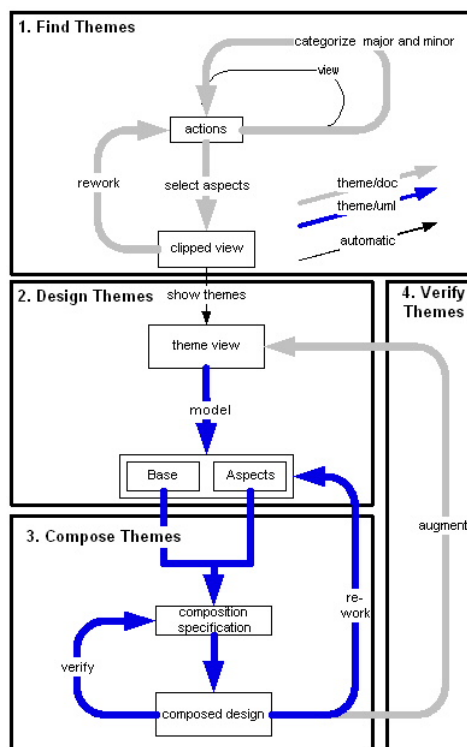 1. Find Themes
categorize major and minor
view
actions
rework
select aspects
theme/doc
theme/uml
automatic
clipped view
show themes
2. Design Themes
4. Verify
Themes
theme view
model
Base
Aspects
augment
3. Compose Themes
re-
work
composition
specification
verify
composed design